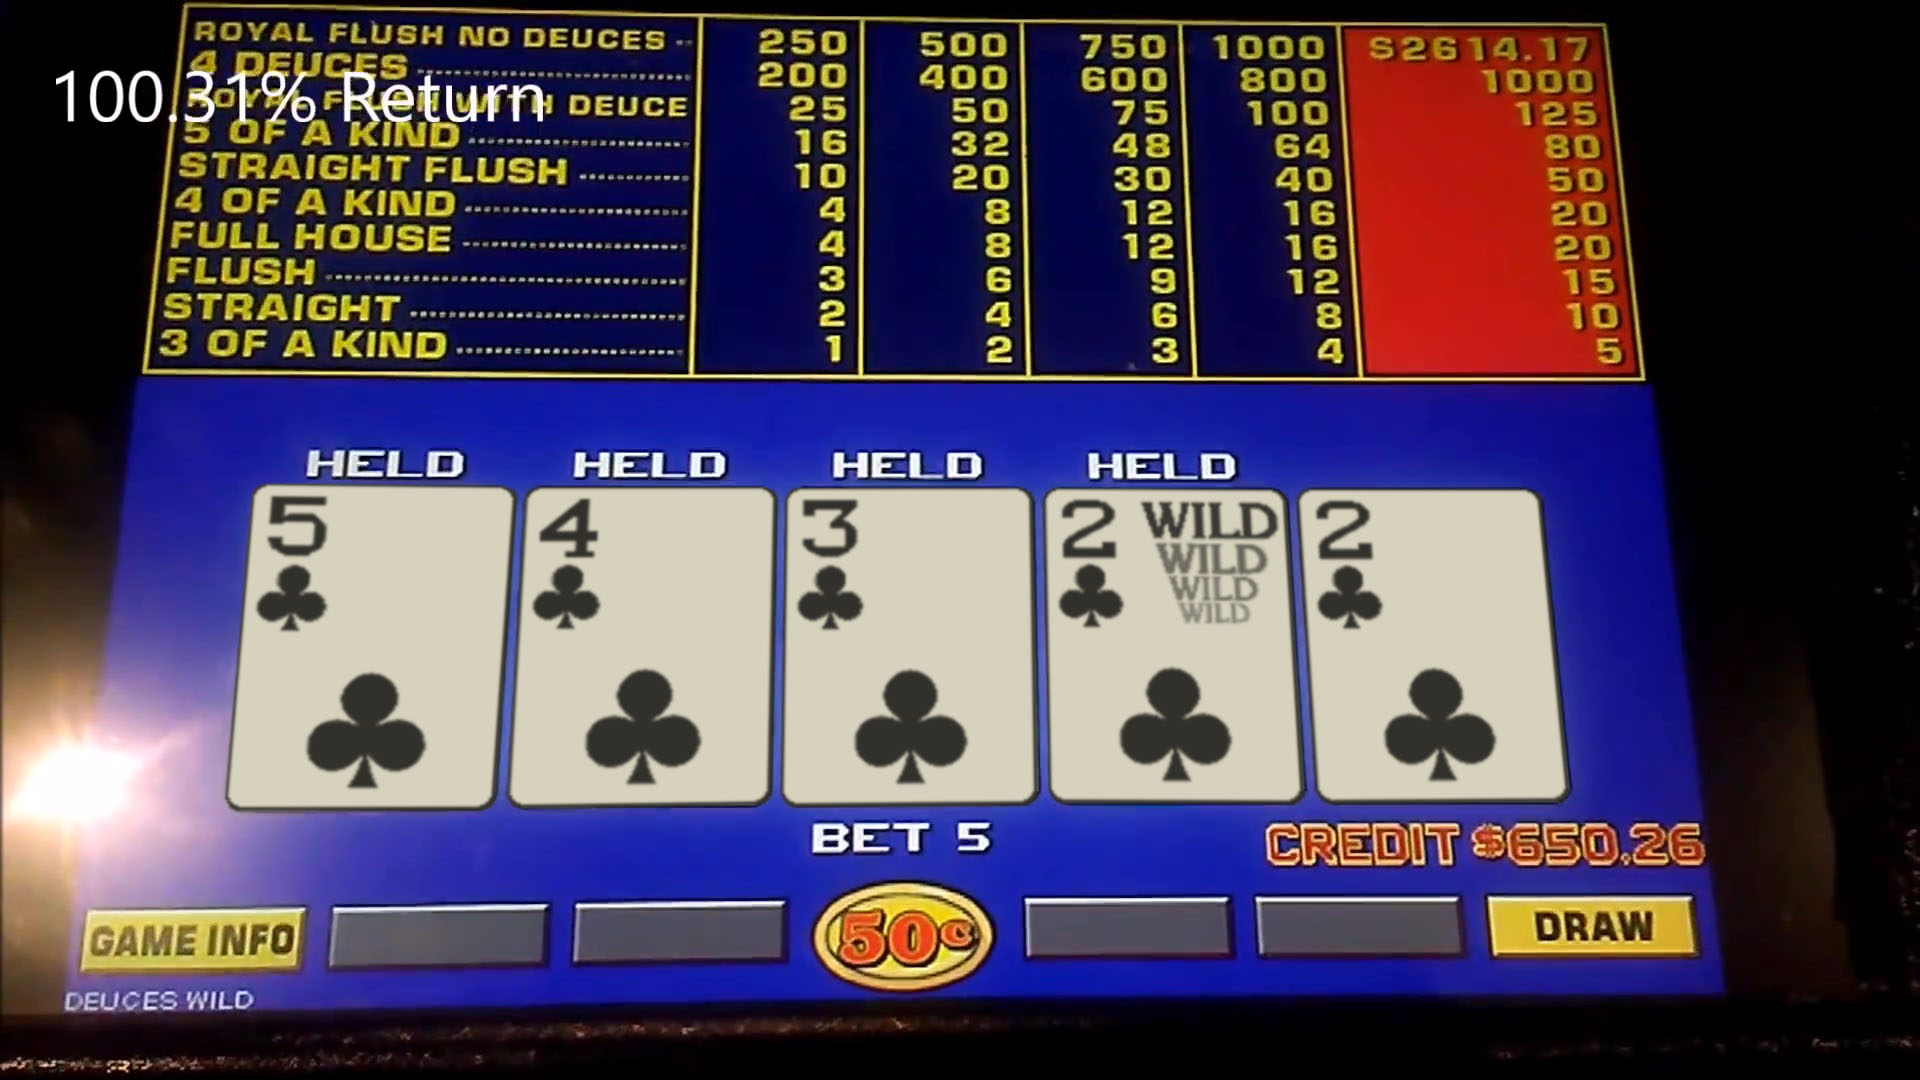 ROYAL FLUSH NO DEUCES 250 500 750 1000 $2614.17
4 DEUCES 200 400 600 800 1000
100.31% Return
ROYAL FLUSH WITH DEUCE 25 50 75 100 125
5 OF A KIND 16 32 48 64 80
STRAIGHT FLUSH 10 20 30 40 50
4 OF A KIND 4 8 12 16 20
FULL HOUSE 4 8 12 16 20
FLUSH 3 6 9 12 15
STRAIGHT 2 4 6 8 10
3 OF A KIND 1 2 3 4 5
HELD HELD HELD HELD
5 4 3 2 WILD 2
WILD
WILD
WILD
BET 5 CREDIT $650.26
GAME INFO 50¢ DRAW
DEUCES WILD